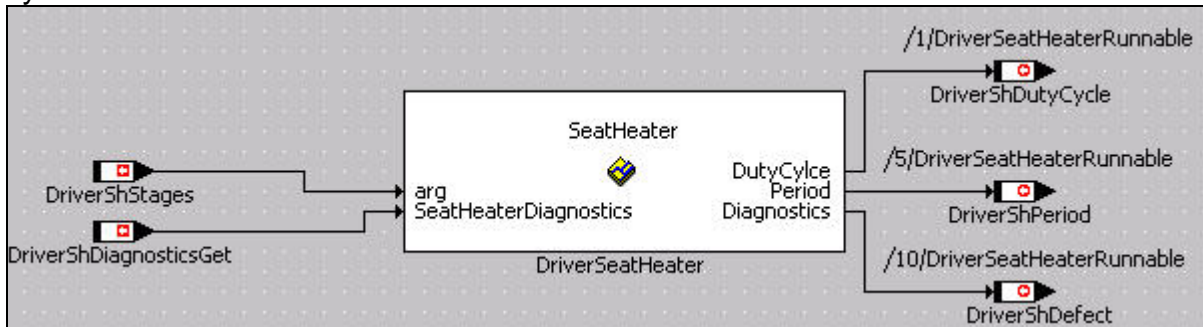 /1/DriverSeatHeaterRunnable
DriverShDutyCycle
SeatHeater
DriverShStages
arg
DutyCylce
/5/DriverSeatHeaterRunnable
SeatHeaterDiagnostics
Period
Diagnostics
DriverShPeriod
DriverShDiagnosticsGet
DriverSeatHeater
/10/DriverSeatHeaterRunnable
DriverShDefect